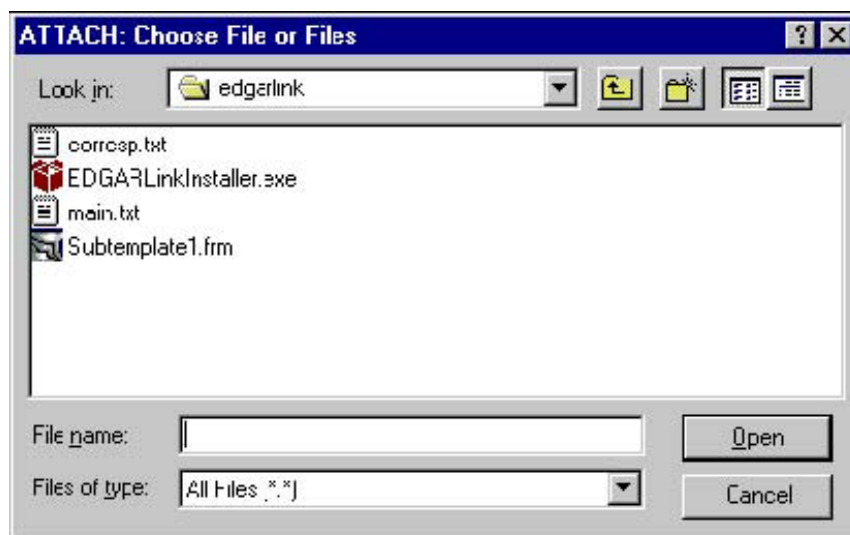 ATTACH: Choose File or Files
Look in: edgarlink
corresp.txt
EDGARLinkInstaller.exe
main.txt
Subtemplate1.frm
File name:
Open
Files of type: All Files (*.*)
Cancel